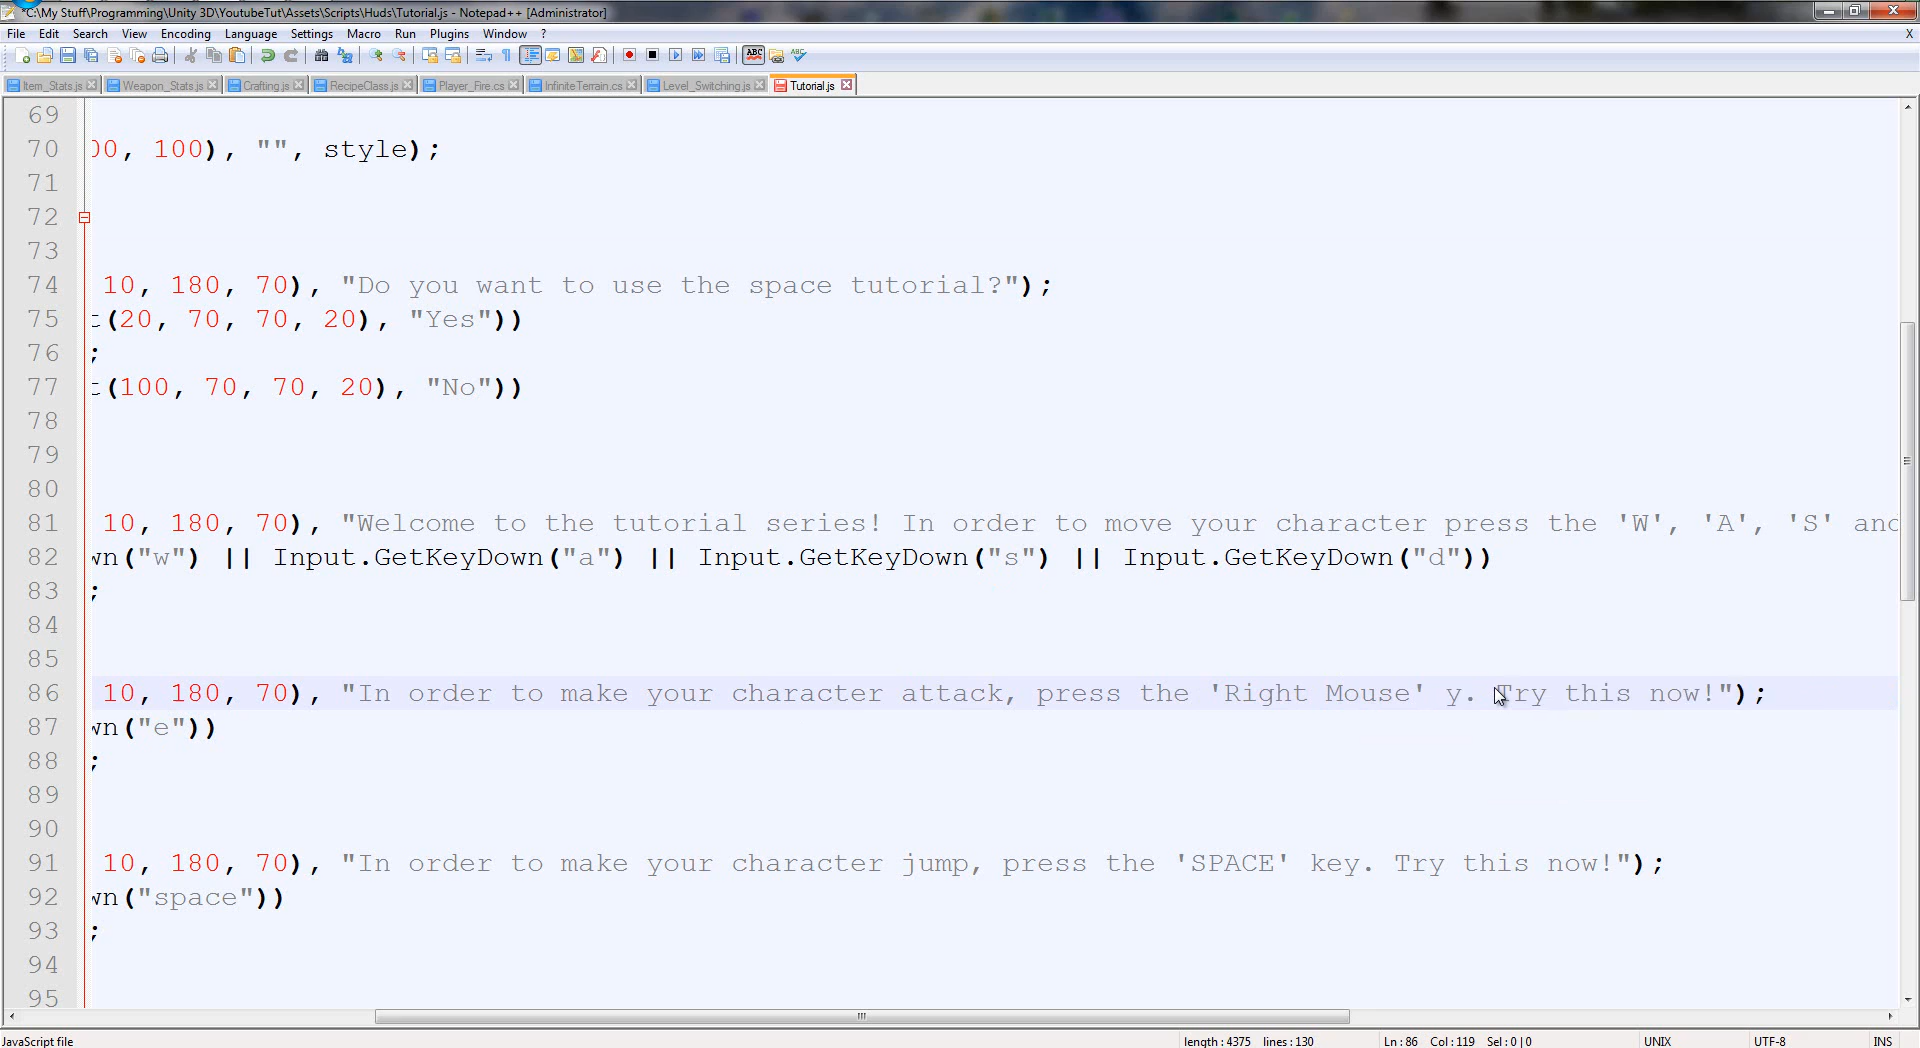 *C:\My Stuff\Programming\Unity 3D\YoutubeTut\Assets\Scripts\Huds\Tutorial.js - Notepad++ [Administrator]
File Edit Search View Encoding Language Settings Macro Run Plugins Window ? X
Item_Stats.js Weapon_Stats.js Crafting.js RecipeClass.js Player_Fire.cs InfiniteTerrain.cs Level_Switching.js Tutorial.js
69
70 00, 100), "", style);
71
72
73
74 10, 180, 70), "Do you want to use the space tutorial?");
75 t(20, 70, 70, 20), "Yes"))
76 ;
77 t(100, 70, 70, 20), "No"))
78
79
80
81 10, 180, 70), "Welcome to the tutorial series! In order to move your character press the 'W', 'A', 'S' and
82 wn("w") || Input.GetKeyDown("a") || Input.GetKeyDown("s") || Input.GetKeyDown("d"))
83 ;
84
85
86 10, 180, 70), "In order to make your character attack, press the 'Right Mouse' y. Try this now!");
87 wn("e"))
88 ;
89
90
91 10, 180, 70), "In order to make your character jump, press the 'SPACE' key. Try this now!");
92 wn("space"))
93 ;
94
95
JavaScript file length : 4375 lines : 130 Ln : 86 Col : 119 Sel : 0 | 0 UNIX UTF-8 INS